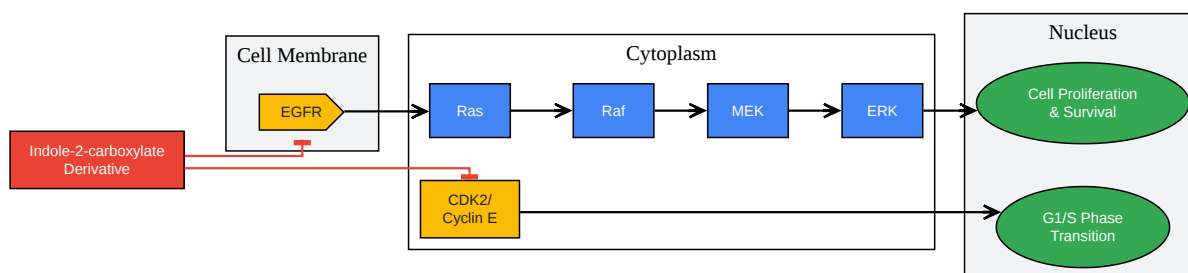 Nucleus
Cell Membrane
Cytoplasm
EGFR
Ras
Raf
MEK
ERK
Cell Proliferation
& Survival
Indole-2-carboxylate
Derivative
CDK2/
Cyclin E
G1/S Phase
Transition